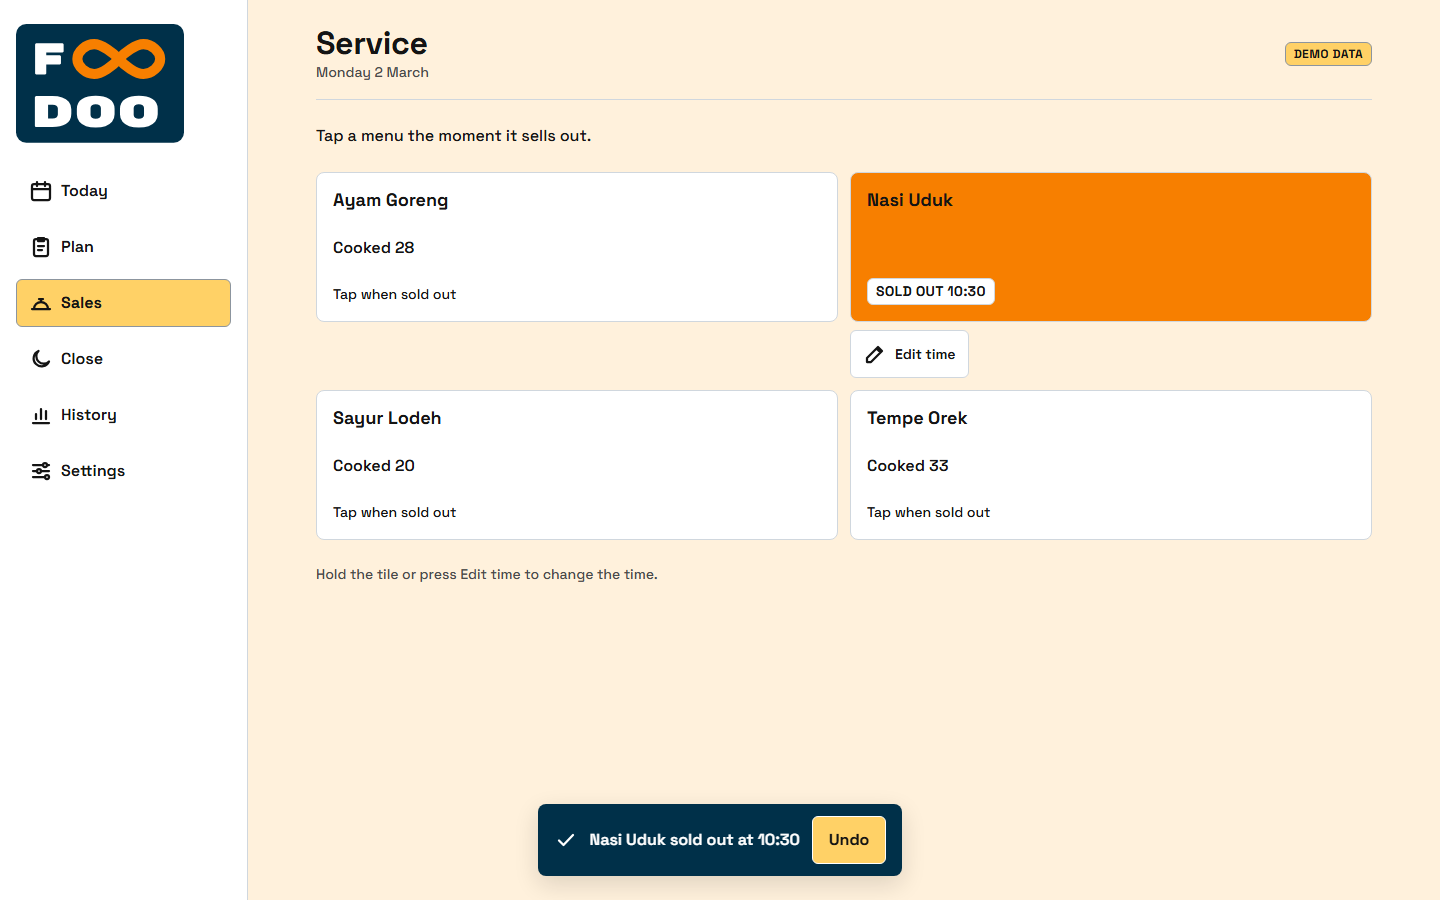 F
DOO
Today
Plan
Sales
Close
History
Settings
Service
Monday 2 March
DEMO DATA
Tap a menu the moment it sells out.
Ayam Goreng
Cooked 28
Tap when sold out
Nasi Uduk
SOLD OUT 10:30
Edit time
Sayur Lodeh
Cooked 20
Tap when sold out
Tempe Orek
Cooked 33
Tap when sold out
Hold the tile or press Edit time to change the time.
Nasi Uduk sold out at 10:30
Undo